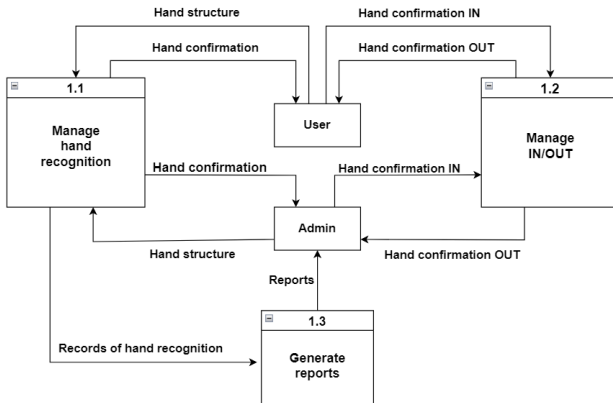 Hand structure
Hand confirmation IN
Hand confirmation
Hand confirmation OUT
1.1
1.2
Manage
hand
recognition
User
Manage
IN/OUT
Hand confirmation
Hand confirmation IN
Admin
Hand structure
Hand confirmation OUT
Reports
1.3
Records of hand recognition
Generate
reports